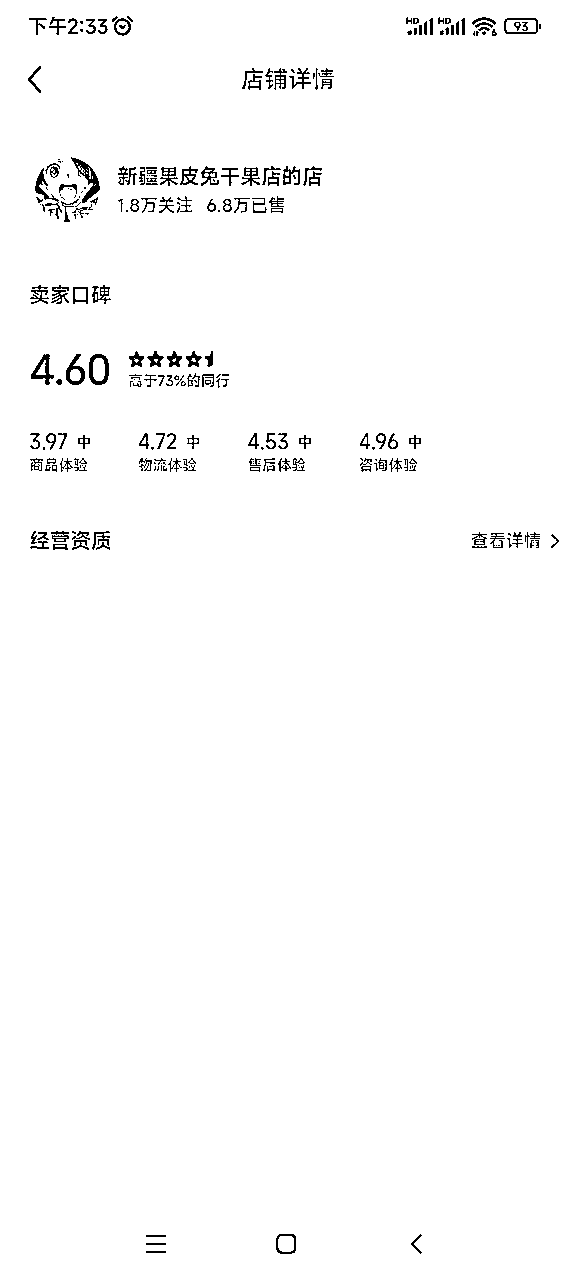 下午2:33
HD HD 93
店铺详情
新疆果皮兔干果店的店
1.8万关注 6.8万已售
卖家口碑
4.60
高于73%的同行
3.97 中 4.72 中 4.53 中 4.96 中
商品体验 物流体验 售后体验 咨询体验
经营资质 查看详情